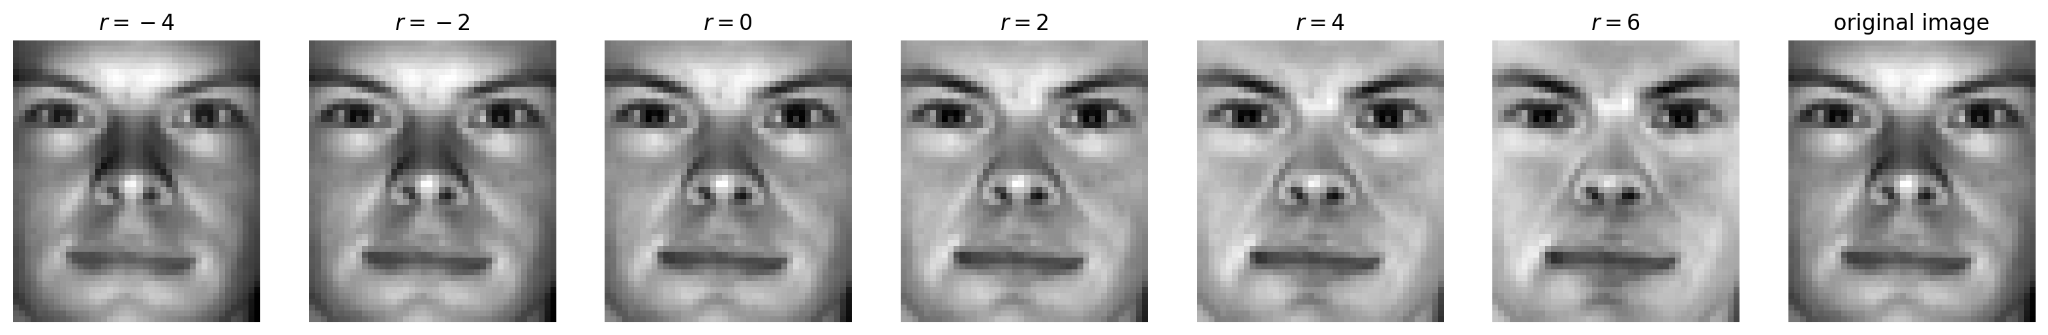 r = −4 r = −2 r = 0 r = 2 r = 4 r = 6 original image